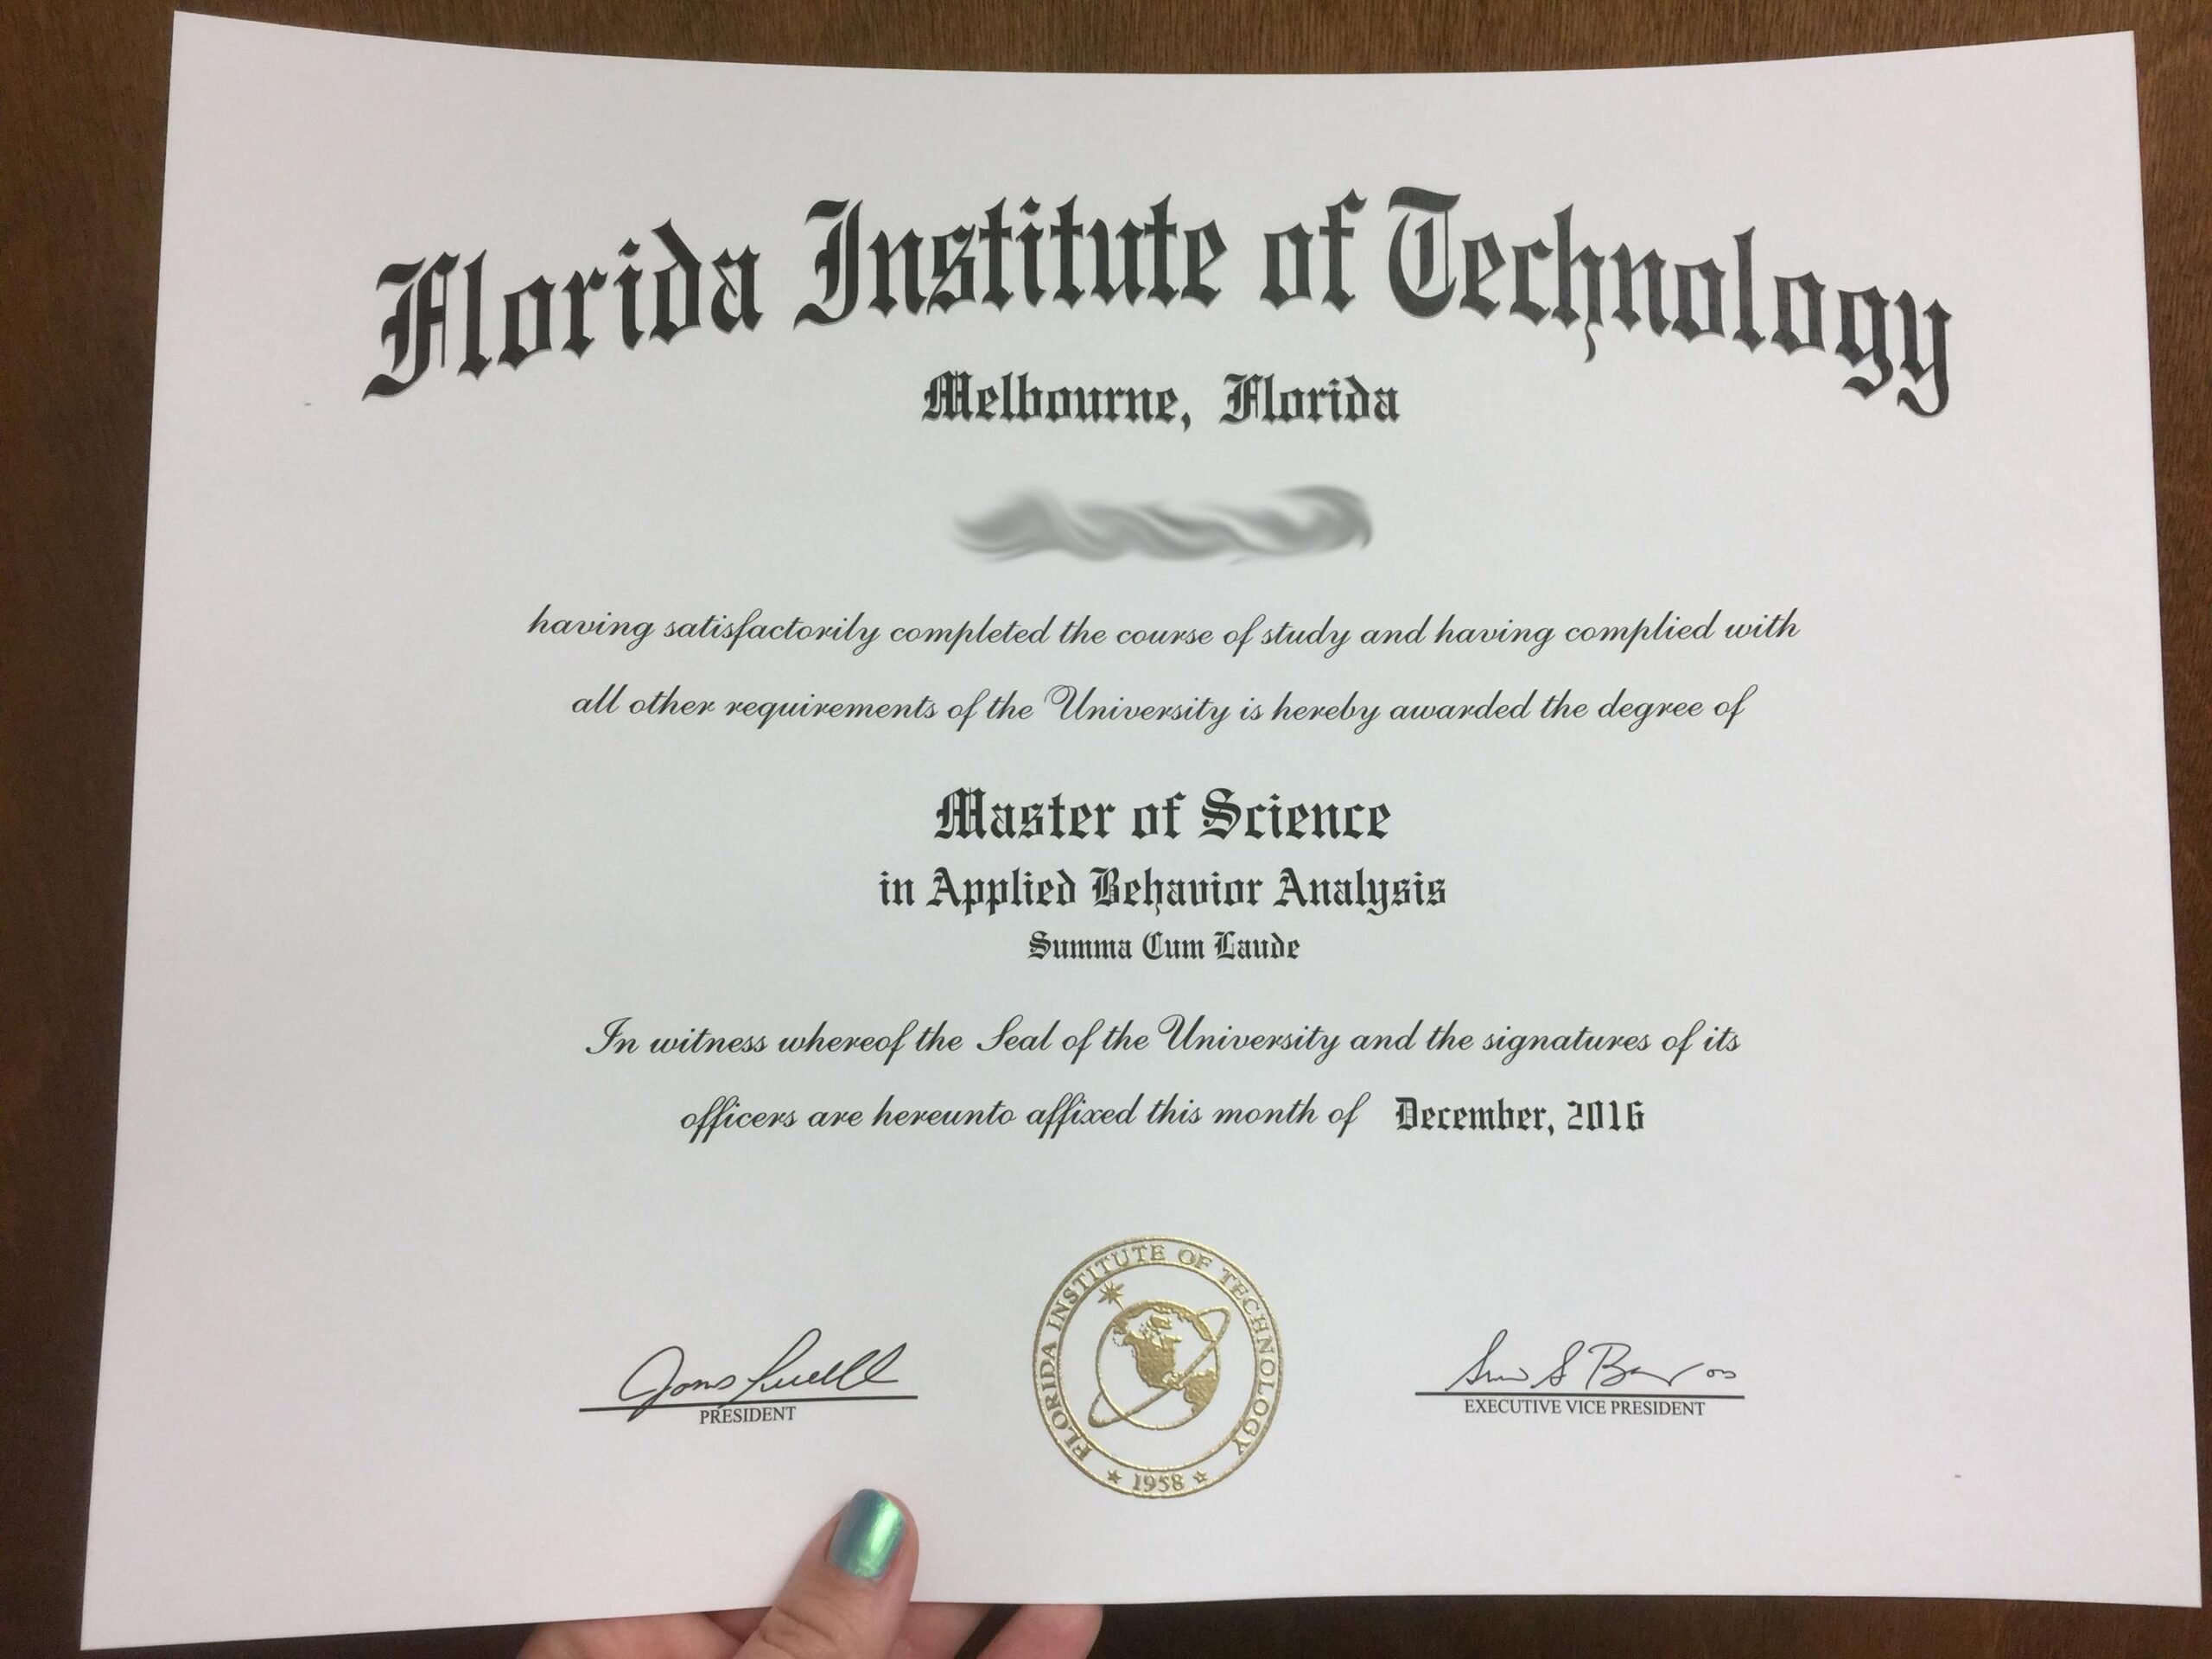 Florida Institute of Technology
Melbourne, Florida
having satisfactorily completed the course of study and having complied with
all other requirements of the University is hereby awarded the degree of
Master of Science
in Applied Behavior Analysis
Summa Cum Laude
In witness whereof the Seal of the University and the signatures of its
officers are hereunto affixed this month of December, 2016
FLORIDA INSTITUTE OF TECHNOLOGY
1958
PRESIDENT
EXECUTIVE VICE PRESIDENT